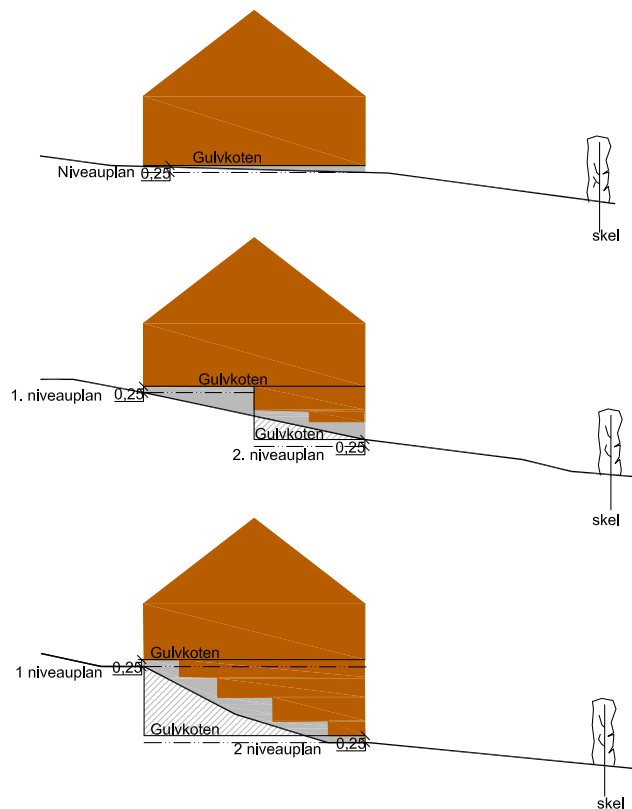 Gulvkoten
Niveauplan 0,25
skel
Gulvkoten
0,25
1. niveauplan
Gulvkoten
2. niveauplan 0,25
skel
Gulvkoten
1 niveauplan 0,25
Gulvkoten
2 niveauplan 0,25
skel